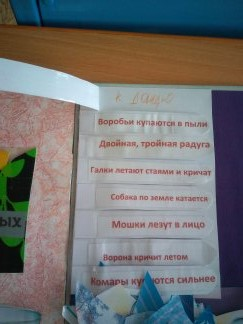 Воробьи купаются в пыли
Двойная, тройная радуга
Галки летают стаями и кричат
Собака по земле катается
Мошки лезут в лицо
Ворона кричит летом
ых
Комары кусаются сильнее